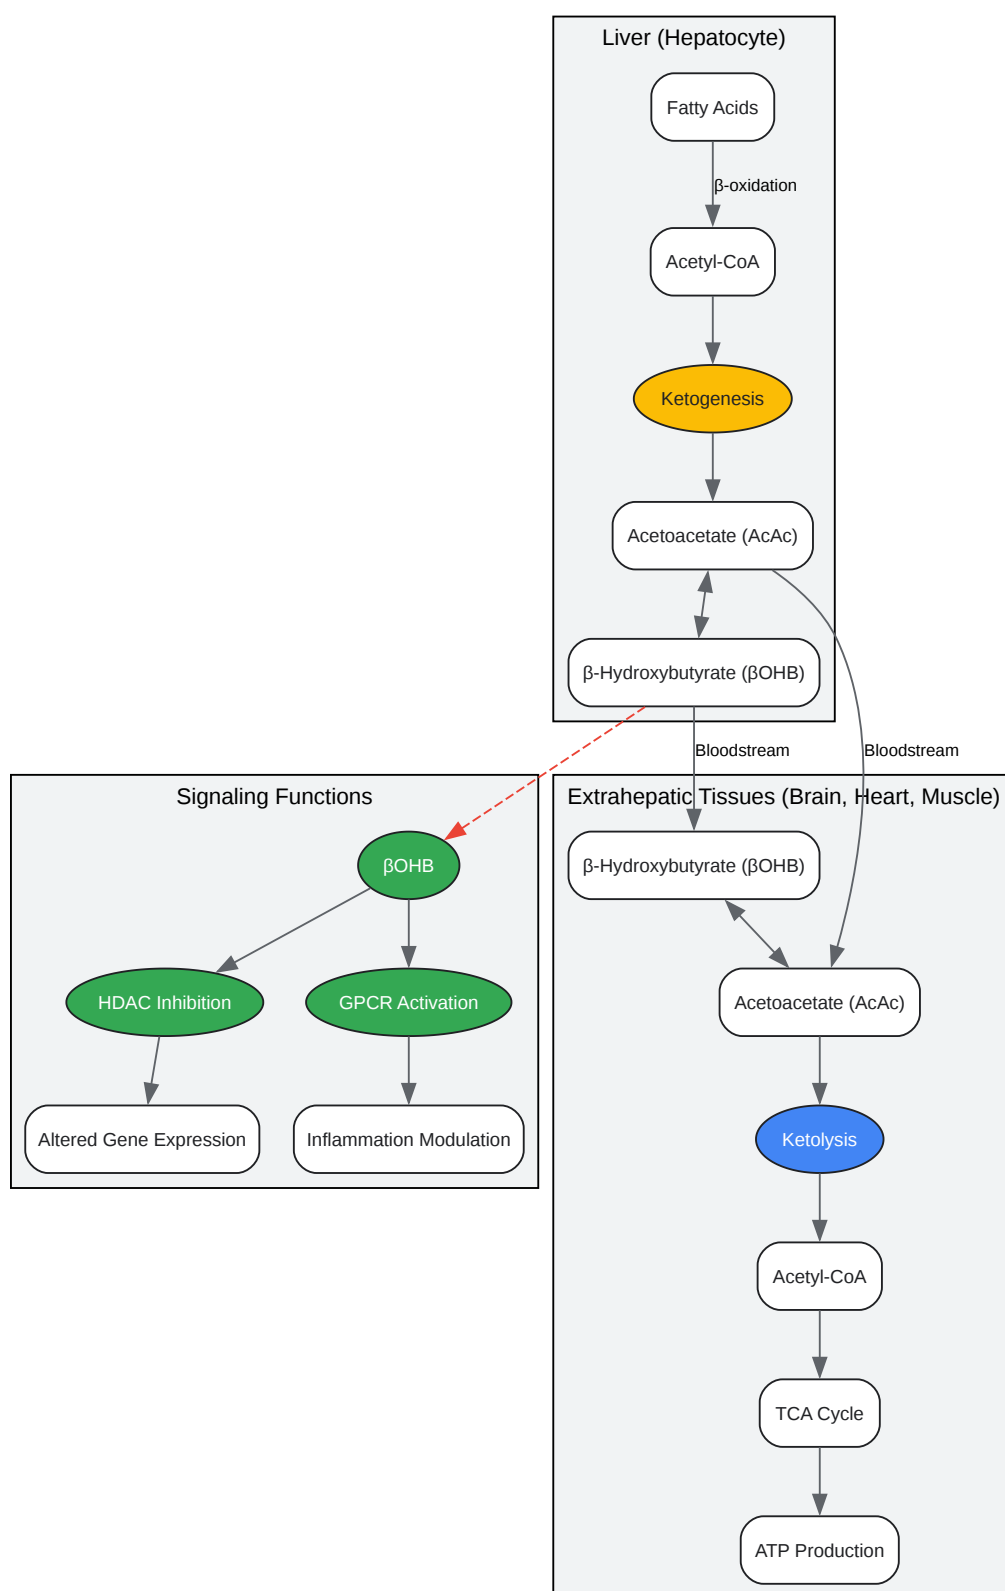 Liver (Hepatocyte)
Fatty Acids
β-oxidation
Acetyl-CoA
Ketogenesis
Acetoacetate (AcAc)
β-Hydroxybutyrate (βOHB)
Bloodstream
Bloodstream
Signaling Functions
βOHB
HDAC Inhibition
GPCR Activation
Altered Gene Expression
Inflammation Modulation
Extrahepatic Tissues (Brain, Heart, Muscle)
β-Hydroxybutyrate (βOHB)
Acetoacetate (AcAc)
Ketolysis
Acetyl-CoA
TCA Cycle
ATP Production